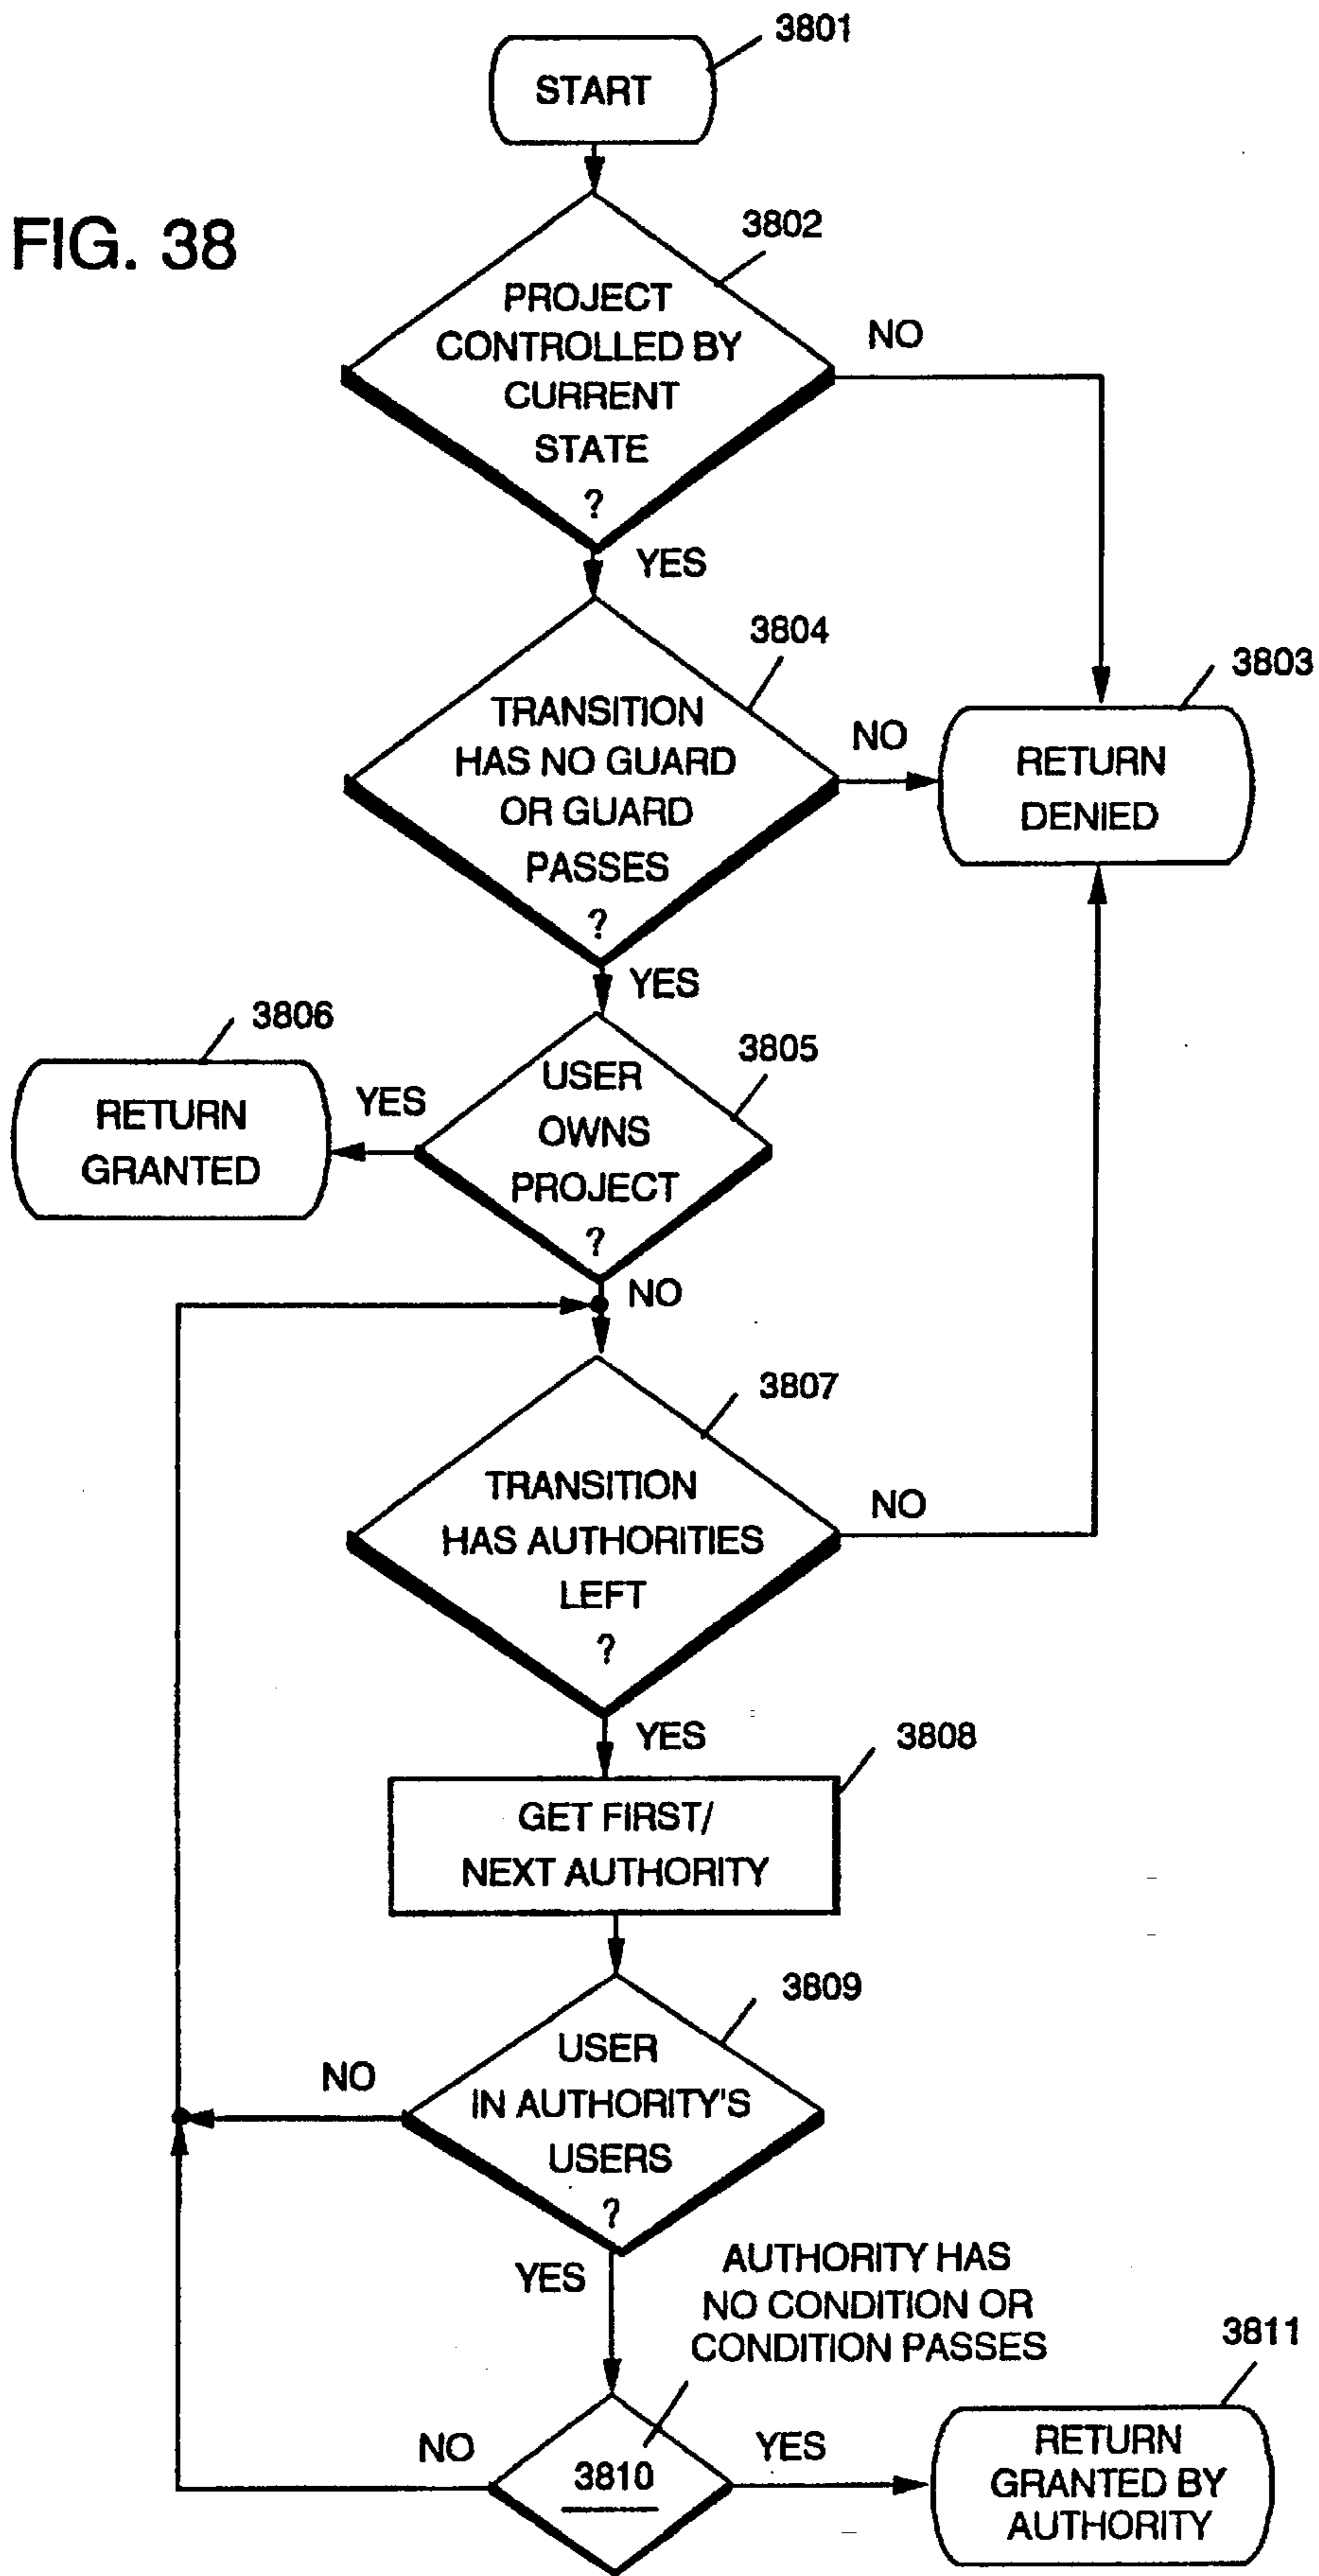 3801
START
FIG. 38
3802
PROJECT
CONTROLLED BY
CURRENT
STATE
?
NO
YES
3804
TRANSITION
HAS NO GUARD
OR GUARD
PASSES
?
NO
3803
RETURN
DENIED
YES
3806
RETURN
GRANTED
YES
3805
USER
OWNS
PROJECT
?
NO
3807
TRANSITION
HAS AUTHORITIES
LEFT
?
NO
YES
3808
GET FIRST/
NEXT AUTHORITY
3809
USER
IN AUTHORITY'S
USERS
?
NO
YES
AUTHORITY HAS
NO CONDITION OR
CONDITION PASSES
3810
NO
YES
3811
RETURN
GRANTED BY
AUTHORITY